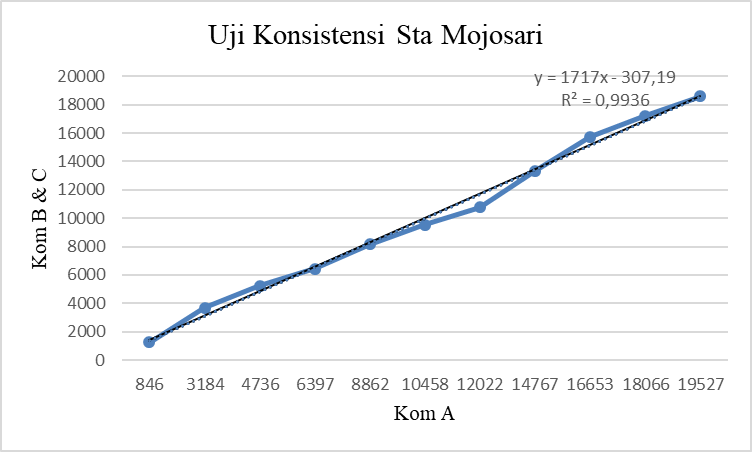 Uji Konsistensi Sta Mojosari
y = 1717x - 307,19
R² = 0,9936
20000
18000
16000
14000
12000
10000
8000
6000
4000
2000
0
Kom B & C
846 3184 4736 6397 8862 10458 12022 14767 16653 18066 19527
Kom A